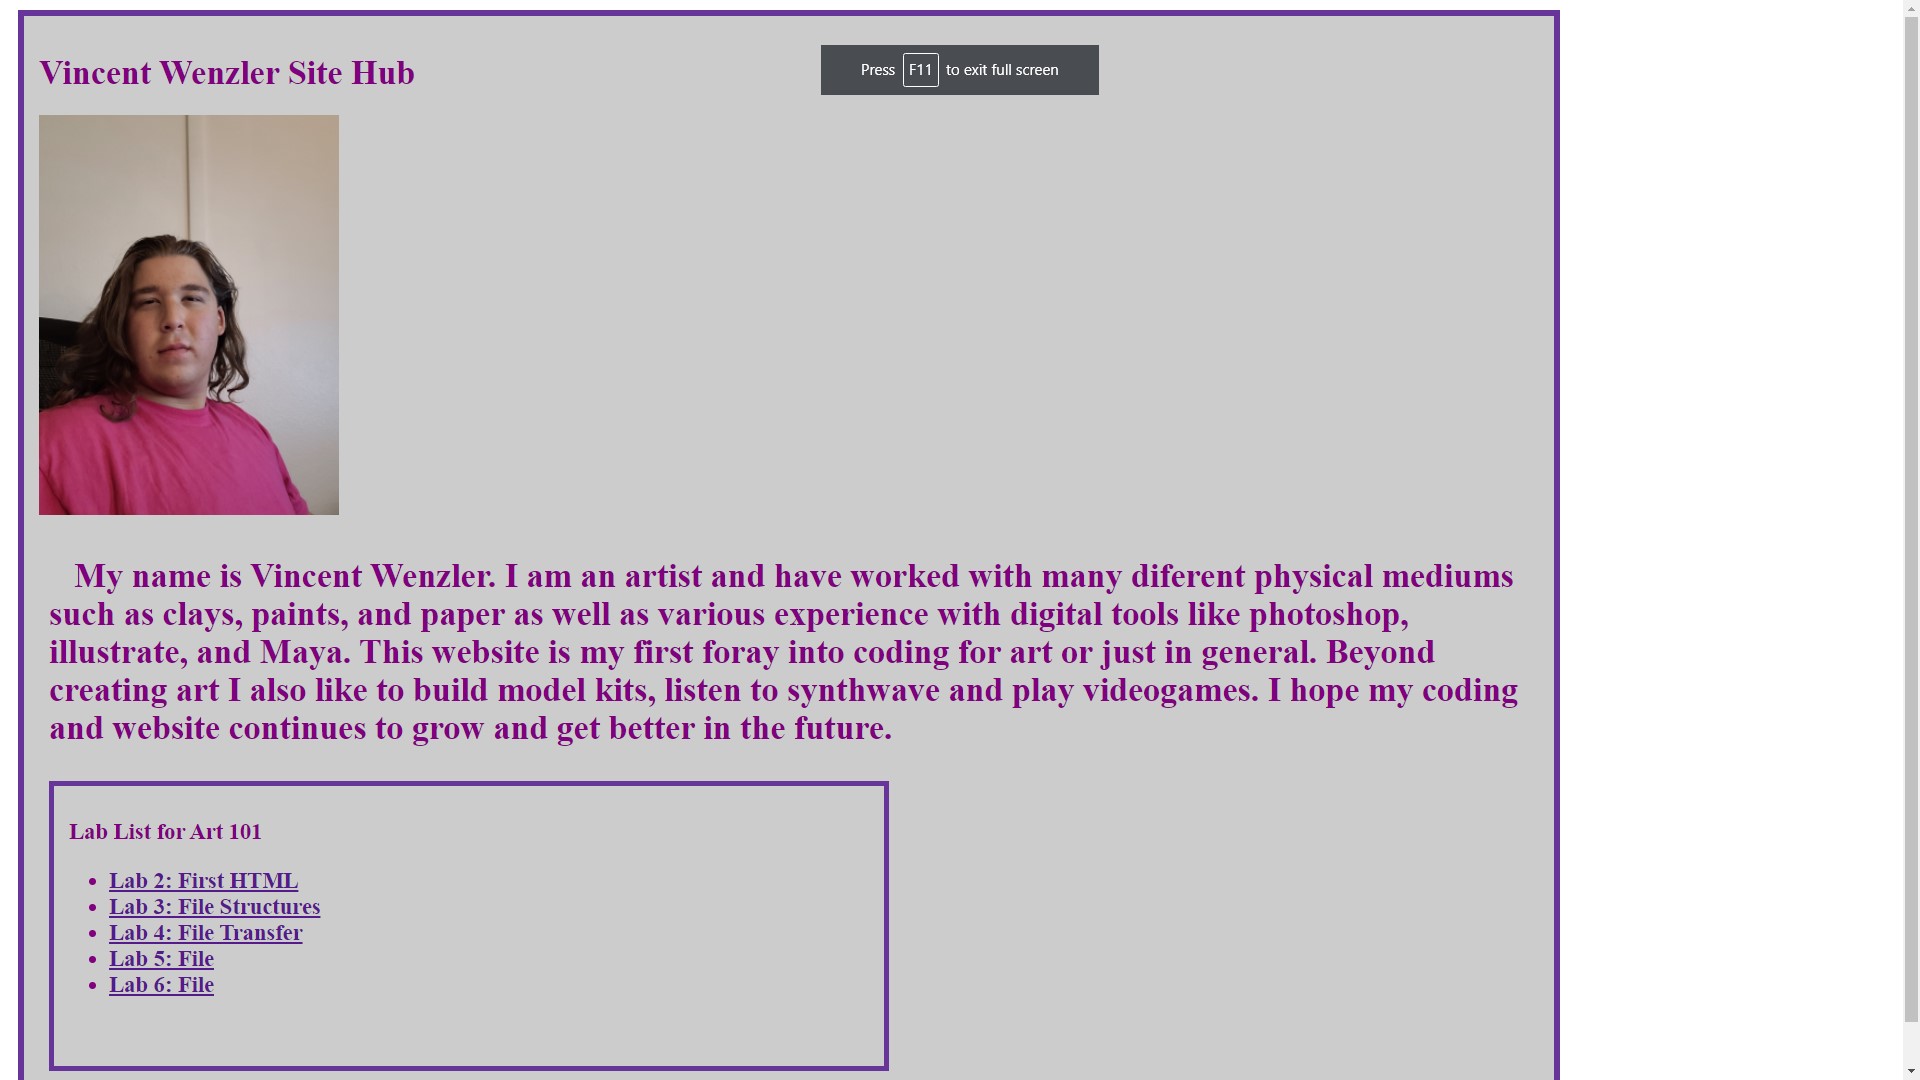 Vincent Wenzler Site Hub
Press F11 to exit full screen
My name is Vincent Wenzler. I am an artist and have worked with many diferent physical mediums
such as clays, paints, and paper as well as various experience with digital tools like photoshop,
illustrate, and Maya. This website is my first foray into coding for art or just in general. Beyond
creating art I also like to build model kits, listen to synthwave and play videogames. I hope my coding
and website continues to grow and get better in the future.
Lab List for Art 101
Lab 2: First HTML
Lab 3: File Structures
Lab 4: File Transfer
Lab 5: File
Lab 6: File